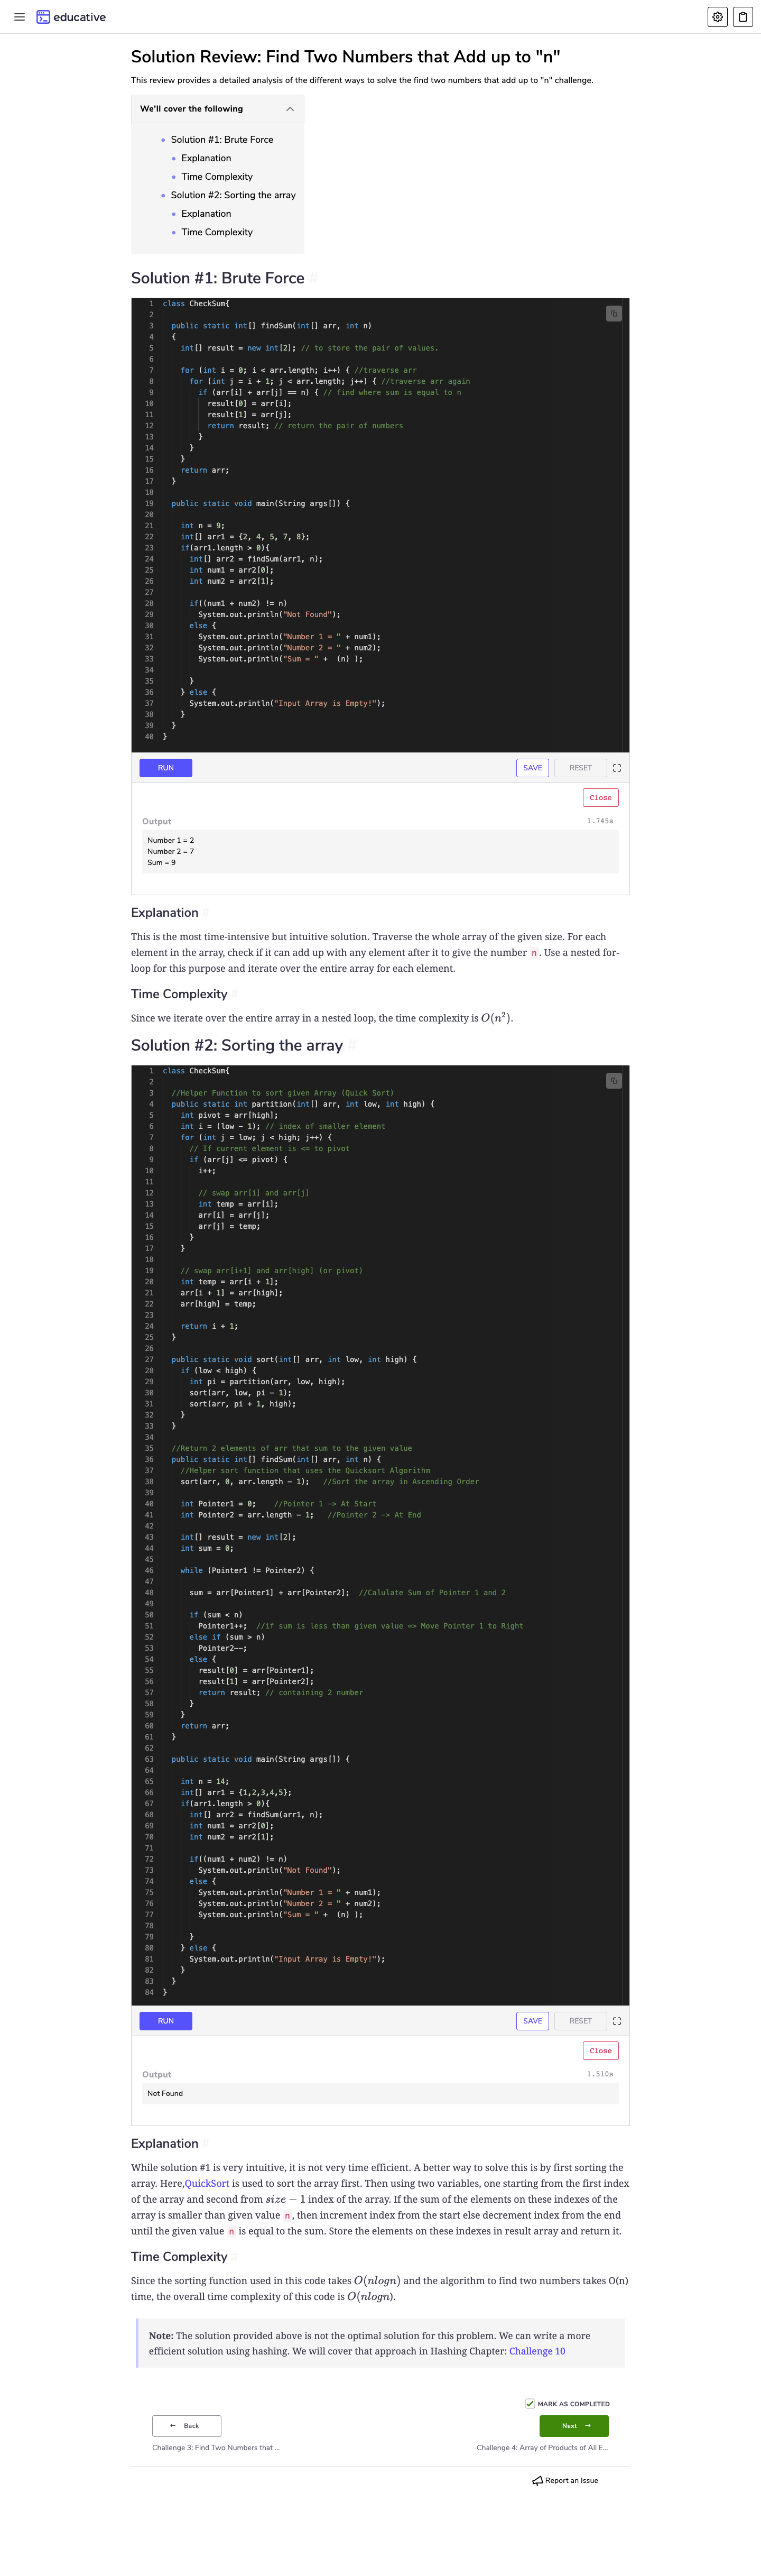 educative
Solution Review: Find Two Numbers that Add up to "n"
This review provides a detailed analysis of the different ways to solve the find two numbers that add up to "n" challenge.
We'll cover the following
Solution #1: Brute Force
Explanation
Time Complexity
Solution #2: Sorting the array
Explanation
Time Complexity
Solution #1: Brute Force #
1 class CheckSum{
2
3 public static int[] findSum(int[] arr, int n)
4 {
5 int[] result = new int[2]; // to store the pair of values.
6
7 for (int i = 0; i < arr.length; i++) { //traverse arr
8 for (int j = i + 1; j < arr.length; j++) { //traverse arr again
9 if (arr[i] + arr[j] == n) { // find where sum is equal to n
10 result[0] = arr[i];
11 result[1] = arr[j];
12 return result; // return the pair of numbers
13 }
14 }
15 }
16 return arr;
17 }
18
19 public static void main(String args[]) {
20
21 int n = 9;
22 int[] arr1 = {2, 4, 5, 7, 8};
23 if(arr1.length > 0){
24 int[] arr2 = findSum(arr1, n);
25 int num1 = arr2[0];
26 int num2 = arr2[1];
27
28 if((num1 + num2) != n)
29 System.out.println("Not Found");
30 else {
31 System.out.println("Number 1 = " + num1);
32 System.out.println("Number 2 = " + num2);
33 System.out.println("Sum = " + (n) );
34
35 }
36 } else {
37 System.out.println("Input Array is Empty!");
38 }
39 }
40 }
RUN SAVE RESET
Close
Output 1.745s
Number 1 = 2
Number 2 = 7
Sum = 9
Explanation #
This is the most time-intensive but intuitive solution. Traverse the whole array of the given size. For each
element in the array, check if it can add up with any element after it to give the number n. Use a nested for-
loop for this purpose and iterate over the entire array for each element.
Time Complexity #
Since we iterate over the entire array in a nested loop, the time complexity is O(n²).
Solution #2: Sorting the array #
1 class CheckSum{
2
3 //Helper Function to sort given Array (Quick Sort)
4 public static int partition(int[] arr, int low, int high) {
5 int pivot = arr[high];
6 int i = (low - 1); // index of smaller element
7 for (int j = low; j < high; j++) {
8 // If current element is <= to pivot
9 if (arr[j] <= pivot) {
10 i++;
11
12 // swap arr[i] and arr[j]
13 int temp = arr[i];
14 arr[i] = arr[j];
15 arr[j] = temp;
16 }
17 }
18
19 // swap arr[i+1] and arr[high] (or pivot)
20 int temp = arr[i + 1];
21 arr[i + 1] = arr[high];
22 arr[high] = temp;
23
24 return i + 1;
25 }
26
27 public static void sort(int[] arr, int low, int high) {
28 if (low < high) {
29 int pi = partition(arr, low, high);
30 sort(arr, low, pi - 1);
31 sort(arr, pi + 1, high);
32 }
33 }
34
35 //Return 2 elements of arr that sum to the given value
36 public static int[] findSum(int[] arr, int n) {
37 //Helper sort function that uses the Quicksort Algorithm
38 sort(arr, 0, arr.length - 1); //Sort the array in Ascending Order
39
40 int Pointer1 = 0; //Pointer 1 -> At Start
41 int Pointer2 = arr.length - 1; //Pointer 2 -> At End
42
43 int[] result = new int[2];
44 int sum = 0;
45
46 while (Pointer1 != Pointer2) {
47
48 sum = arr[Pointer1] + arr[Pointer2]; //Calulate Sum of Pointer 1 and 2
49
50 if (sum < n)
51 Pointer1++; //if sum is less than given value => Move Pointer 1 to Right
52 else if (sum > n)
53 Pointer2--;
54 else {
55 result[0] = arr[Pointer1];
56 result[1] = arr[Pointer2];
57 return result; // containing 2 number
58 }
59 }
60 return arr;
61 }
62
63 public static void main(String args[]) {
64
65 int n = 14;
66 int[] arr1 = {1,2,3,4,5};
67 if(arr1.length > 0){
68 int[] arr2 = findSum(arr1, n);
69 int num1 = arr2[0];
70 int num2 = arr2[1];
71
72 if((num1 + num2) != n)
73 System.out.println("Not Found");
74 else {
75 System.out.println("Number 1 = " + num1);
76 System.out.println("Number 2 = " + num2);
77 System.out.println("Sum = " + (n) );
78
79 }
80 } else {
81 System.out.println("Input Array is Empty!");
82 }
83 }
84 }
RUN SAVE RESET
Close
Output 1.510s
Not Found
Explanation #
While solution #1 is very intuitive, it is not very time efficient. A better way to solve this is by first sorting the
array. Here,QuickSort is used to sort the array first. Then using two variables, one starting from the first index
of the array and second from size − 1 index of the array. If the sum of the elements on these indexes of the
array is smaller than given value n, then increment index from the start else decrement index from the end
until the given value n is equal to the sum. Store the elements on these indexes in result array and return it.
Time Complexity #
Since the sorting function used in this code takes O(nlogn) and the algorithm to find two numbers takes O(n)
time, the overall time complexity of this code is O(nlogn).
Note: The solution provided above is not the optimal solution for this problem. We can write a more
efficient solution using hashing. We will cover that approach in Hashing Chapter: Challenge 10
MARK AS COMPLETED
← Back Next →
Challenge 3: Find Two Numbers that ... Challenge 4: Array of Products of All E...
Report an Issue